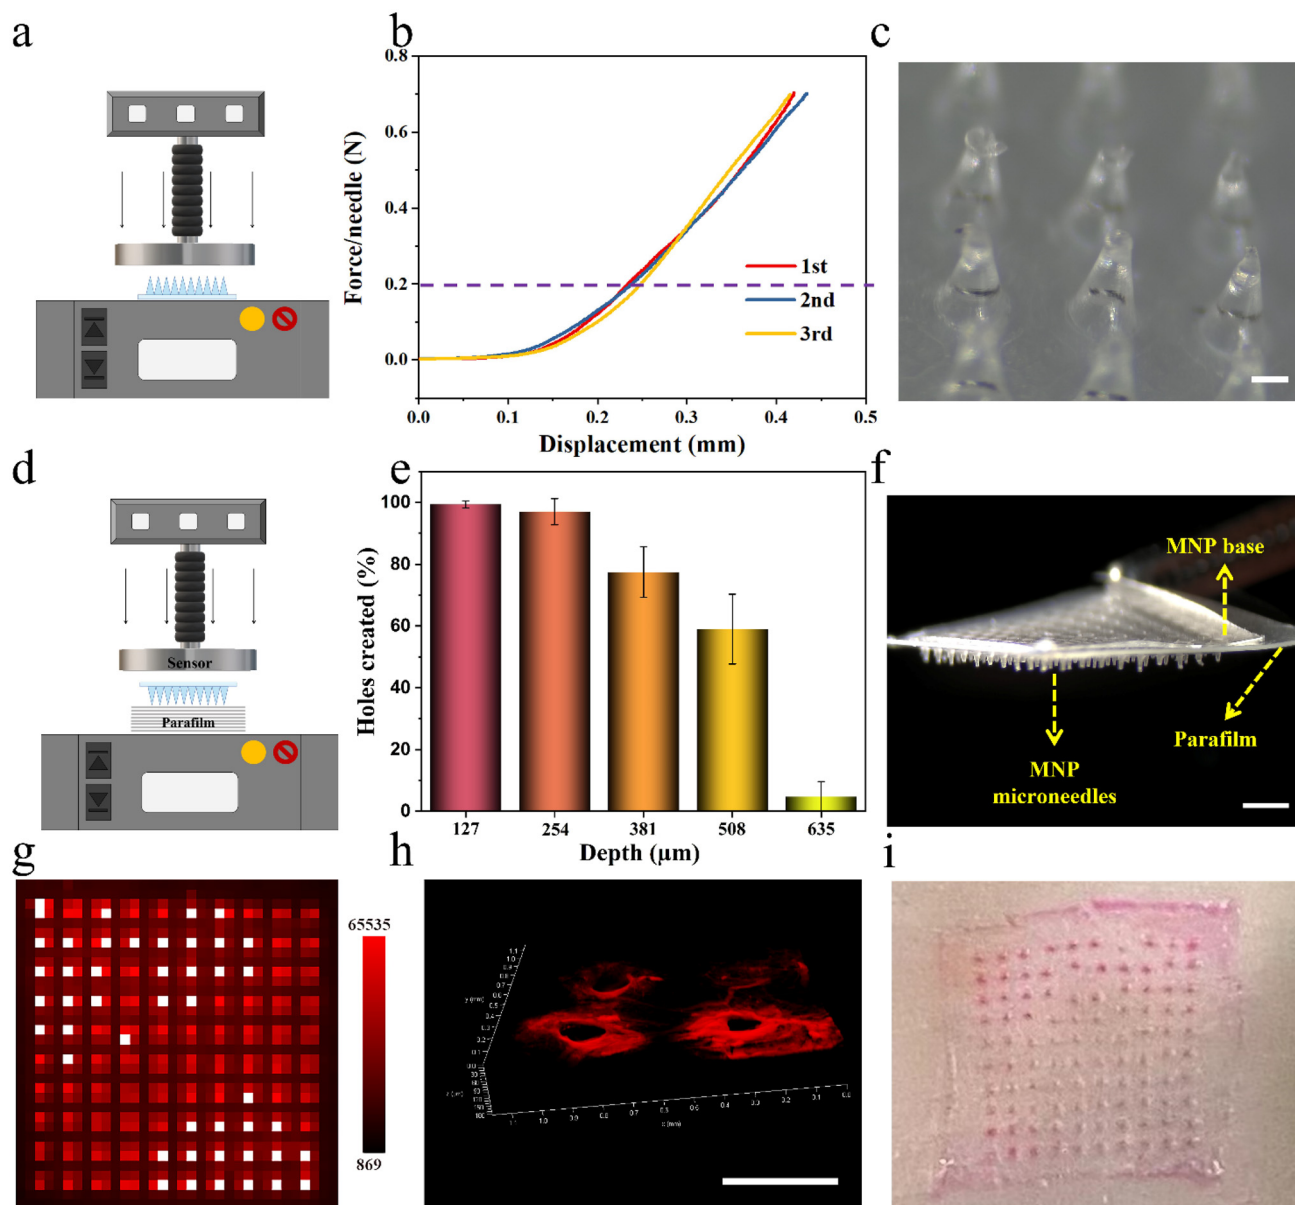 a
b
c
0.8
0.6
0.4
0.2
0.0
Force/needle (N)
1st
2nd
3rd
0.0 0.1 0.2 0.3 0.4 0.5
Displacement (mm)
d
e
f
Sensor
Parafilm
100
80
60
40
20
0
Holes created (%)
127 254 381 508 635
Depth (µm)
MNP base
Parafilm
MNP
microneedles
g
h
i
65535
869